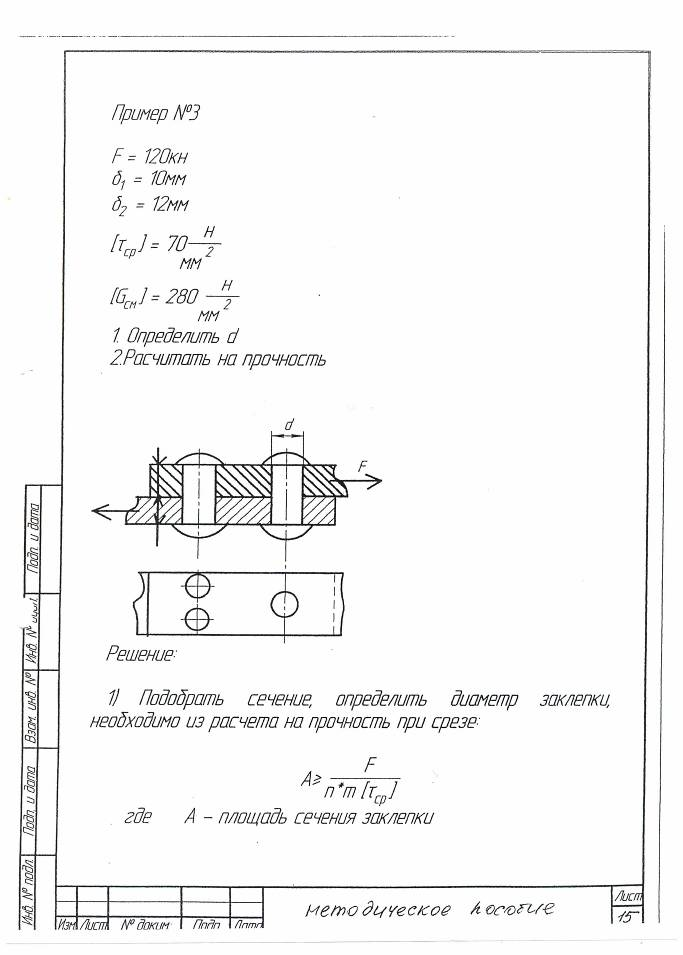 Пример №3
F = 120кн
δ1 = 10мм
δ2 = 12мм
[τср] = 70 Н/мм²
[Gсм] = 280 Н/мм²
1. Определить d
2.Расчитать на прочность
d
F
Решение:
1) Подобрать сечение, определить диаметр заклепки,
необходимо из расчета на прочность при срезе:
A≥ F/n*m [τср]
где А – площадь сечения заклепки
Подп. и дата
Инв. №
Взам. инв. №
Подп. и дата
Инв. № подл.
Изм. Лист № доким. Подп. Дата
методическое пособие
Лист
15